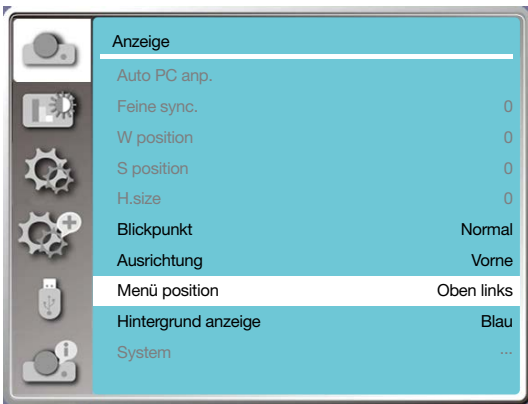 Anzeige
Auto PC anp.
Feine sync. 0
W position 0
S position 0
H.size 0
Blickpunkt Normal
Ausrichtung Vorne
Menü position Oben links
Hintergrund anzeige Blau
System ...